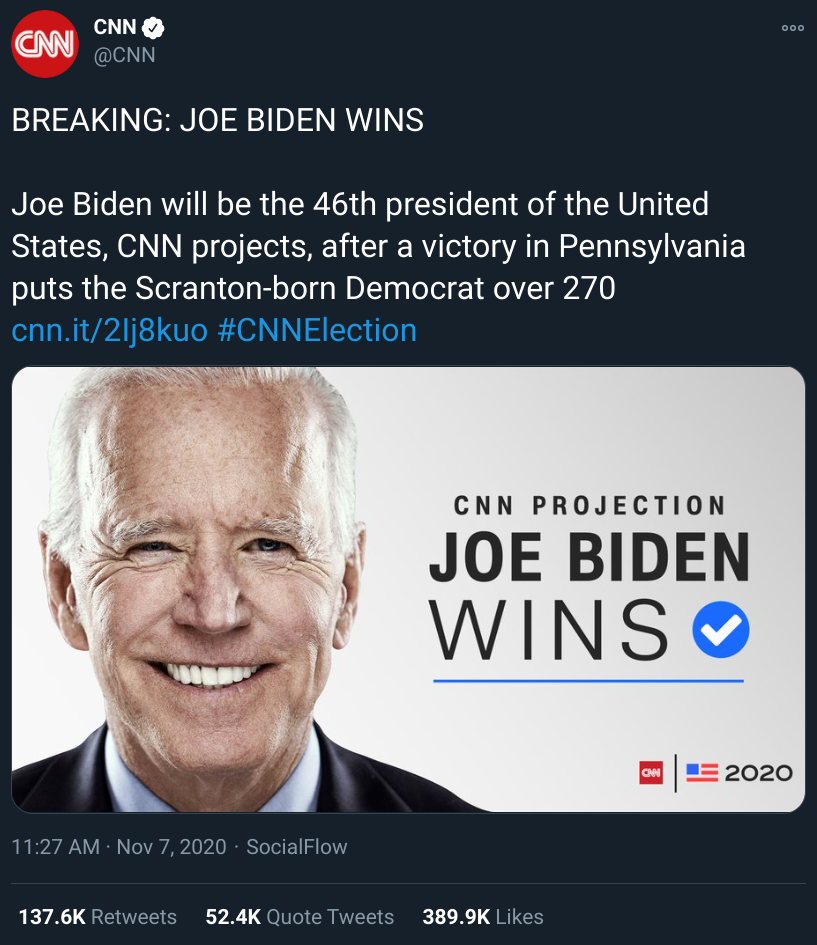 CNN
CNN
@CNN
BREAKING: JOE BIDEN WINS
Joe Biden will be the 46th president of the United
States, CNN projects, after a victory in Pennsylvania
puts the Scranton-born Democrat over 270
cnn.it/2Ij8kuo #CNNElection
CNN PROJECTION
JOE BIDEN
WINS
CNN 2020
11:27 AM · Nov 7, 2020 · SocialFlow
137.6K Retweets 52.4K Quote Tweets 389.9K Likes